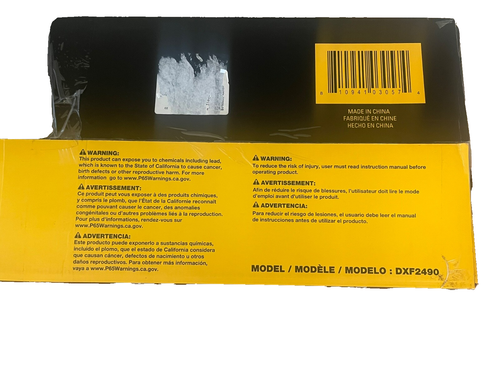 8 10941 03057
MADE IN CHINA
FABRIQUÉ EN CHINE
HECHO EN CHINA
WARNING:
This product can expose you to chemicals including lead,
which is known to the State of California to cause cancer,
birth defects or other reproductive harm. For more
information go to www.P65Warnings.ca.gov.
AVERTISSEMENT:
Ce produit peut vous exposer à des produits chimiques,
y compris le plomb, que l'État de la Californie reconnaît
comme pouvant causer le cancer, des anomalies
congénitales ou d'autres problèmes liés à la reproduction.
Pour plus d'informations, rendez-vous sur
www.P65Warnings.ca.gov.
ADVERTENCIA:
Este producto puede exponerlo a sustancias químicas,
incluido el plomo, que el estado de California considera
que causan cáncer, defectos de nacimiento u otros
daños reproductivos. Para obtener más información,
vaya a www.P65Warnings.ca.gov.
WARNING:
To reduce the risk of injury, user must read instruction manual before
operating product.
AVERTISSEMENT:
Afin de réduire le risque de blessures, l'utilisateur doit lire le mode
d'emploi avant d'utiliser le produit.
ADVERTENCIA:
Para reducir el riesgo de lesiones, el usuario debe leer el manual
de instrucciones antes de utilizar el producto.
MODEL / MODÈLE / MODELO : DXF2490